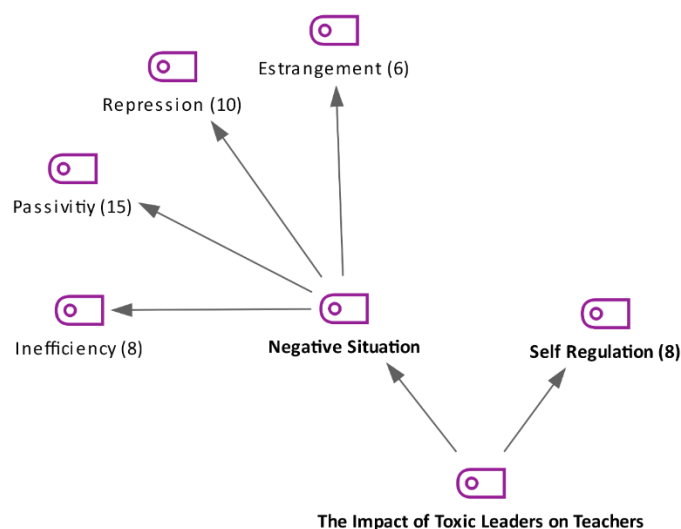 Estrangement (6)
Repression (10)
Passivity (15)
Inefficiency (8)
Negative Situation
Self Regulation (8)
The Impact of Toxic Leaders on Teachers